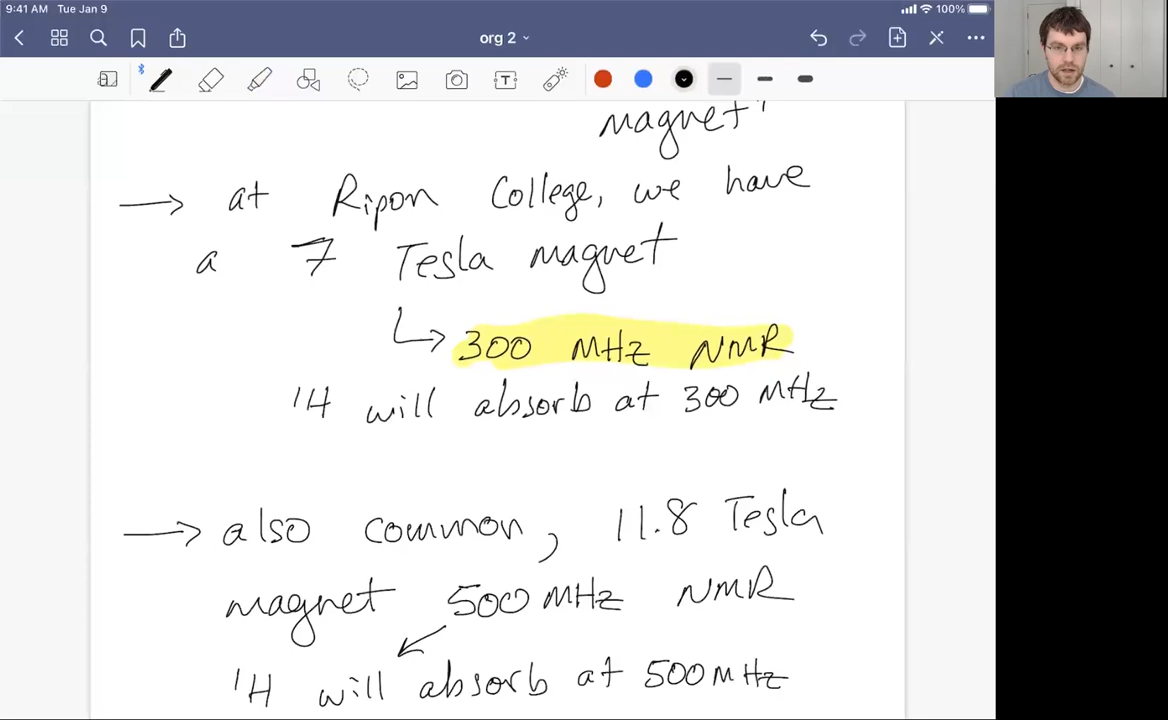 9:41 AM Tue Jan 9
100%
org 2
magnet
→ at Ripon College, we have
a 7 Tesla magnet
↳ 300 MHz NMR
¹H will absorb at 300 MHz
→ also common, 11.8 Tesla
magnet 500 MHz NMR
¹H will absorb at 500 MHz